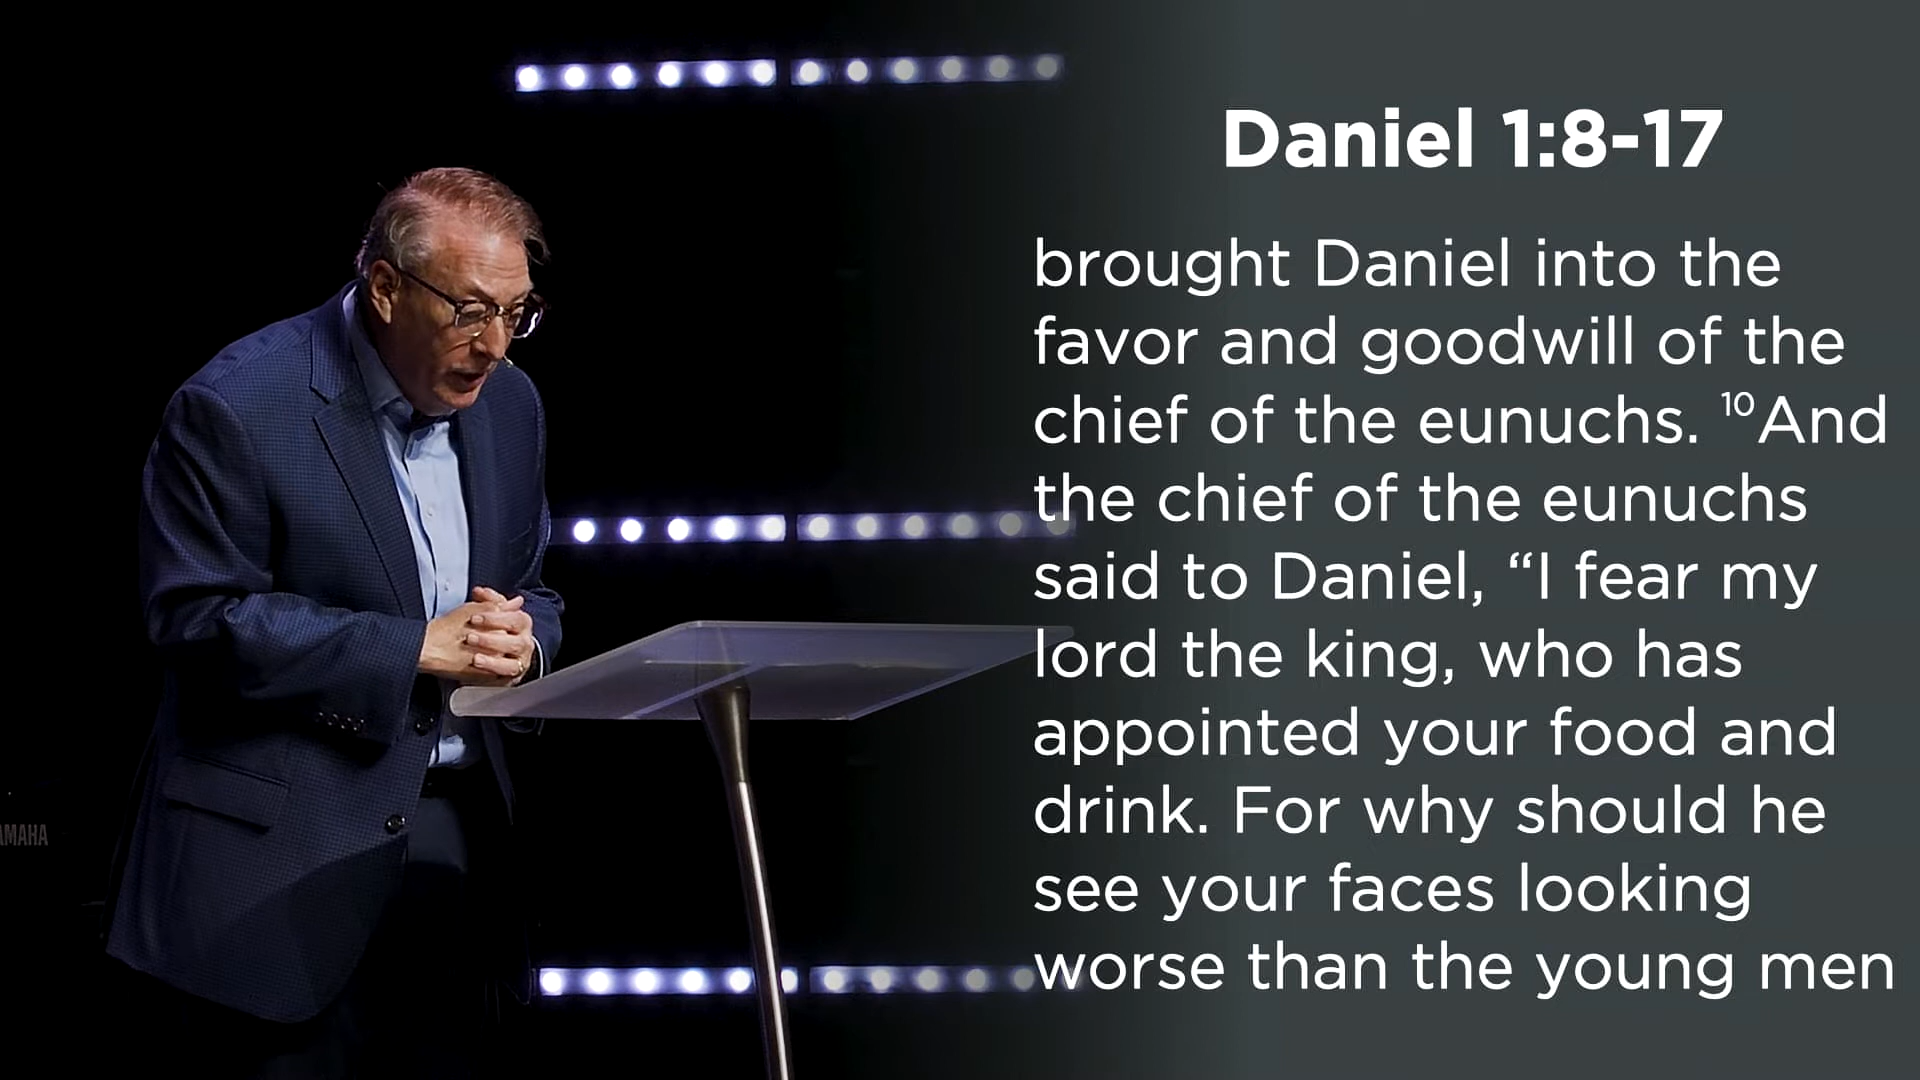 Daniel 1:8-17
brought Daniel into the
favor and goodwill of the
chief of the eunuchs. ¹⁰And
the chief of the eunuchs
said to Daniel, “I fear my
lord the king, who has
appointed your food and
drink. For why should he
see your faces looking
worse than the young men
AMAHA